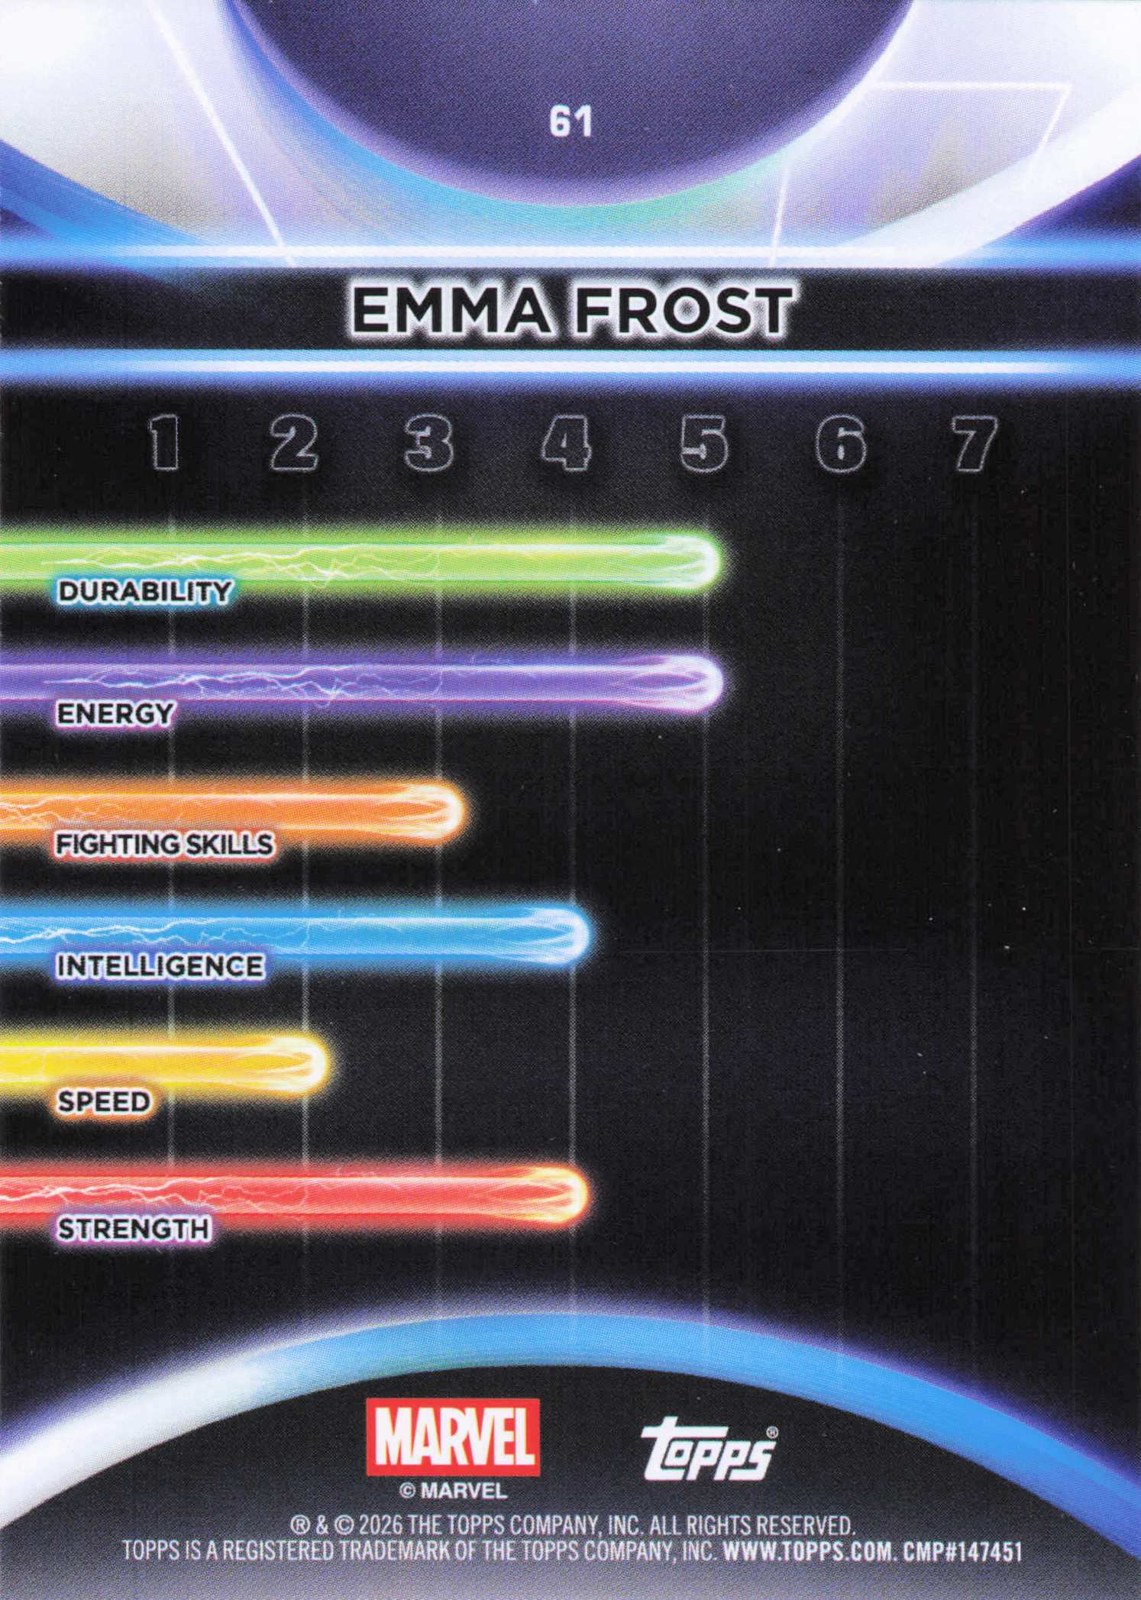 61
EMMA FROST
1 2 3 4 5 6 7
DURABILITY
ENERGY
FIGHTING SKILLS
INTELLIGENCE
SPEED
STRENGTH
MARVEL
© MARVEL
Topps®
® & © 2026 THE TOPPS COMPANY, INC. ALL RIGHTS RESERVED.
TOPPS IS A REGISTERED TRADEMARK OF THE TOPPS COMPANY, INC. WWW.TOPPS.COM. CMP#147451